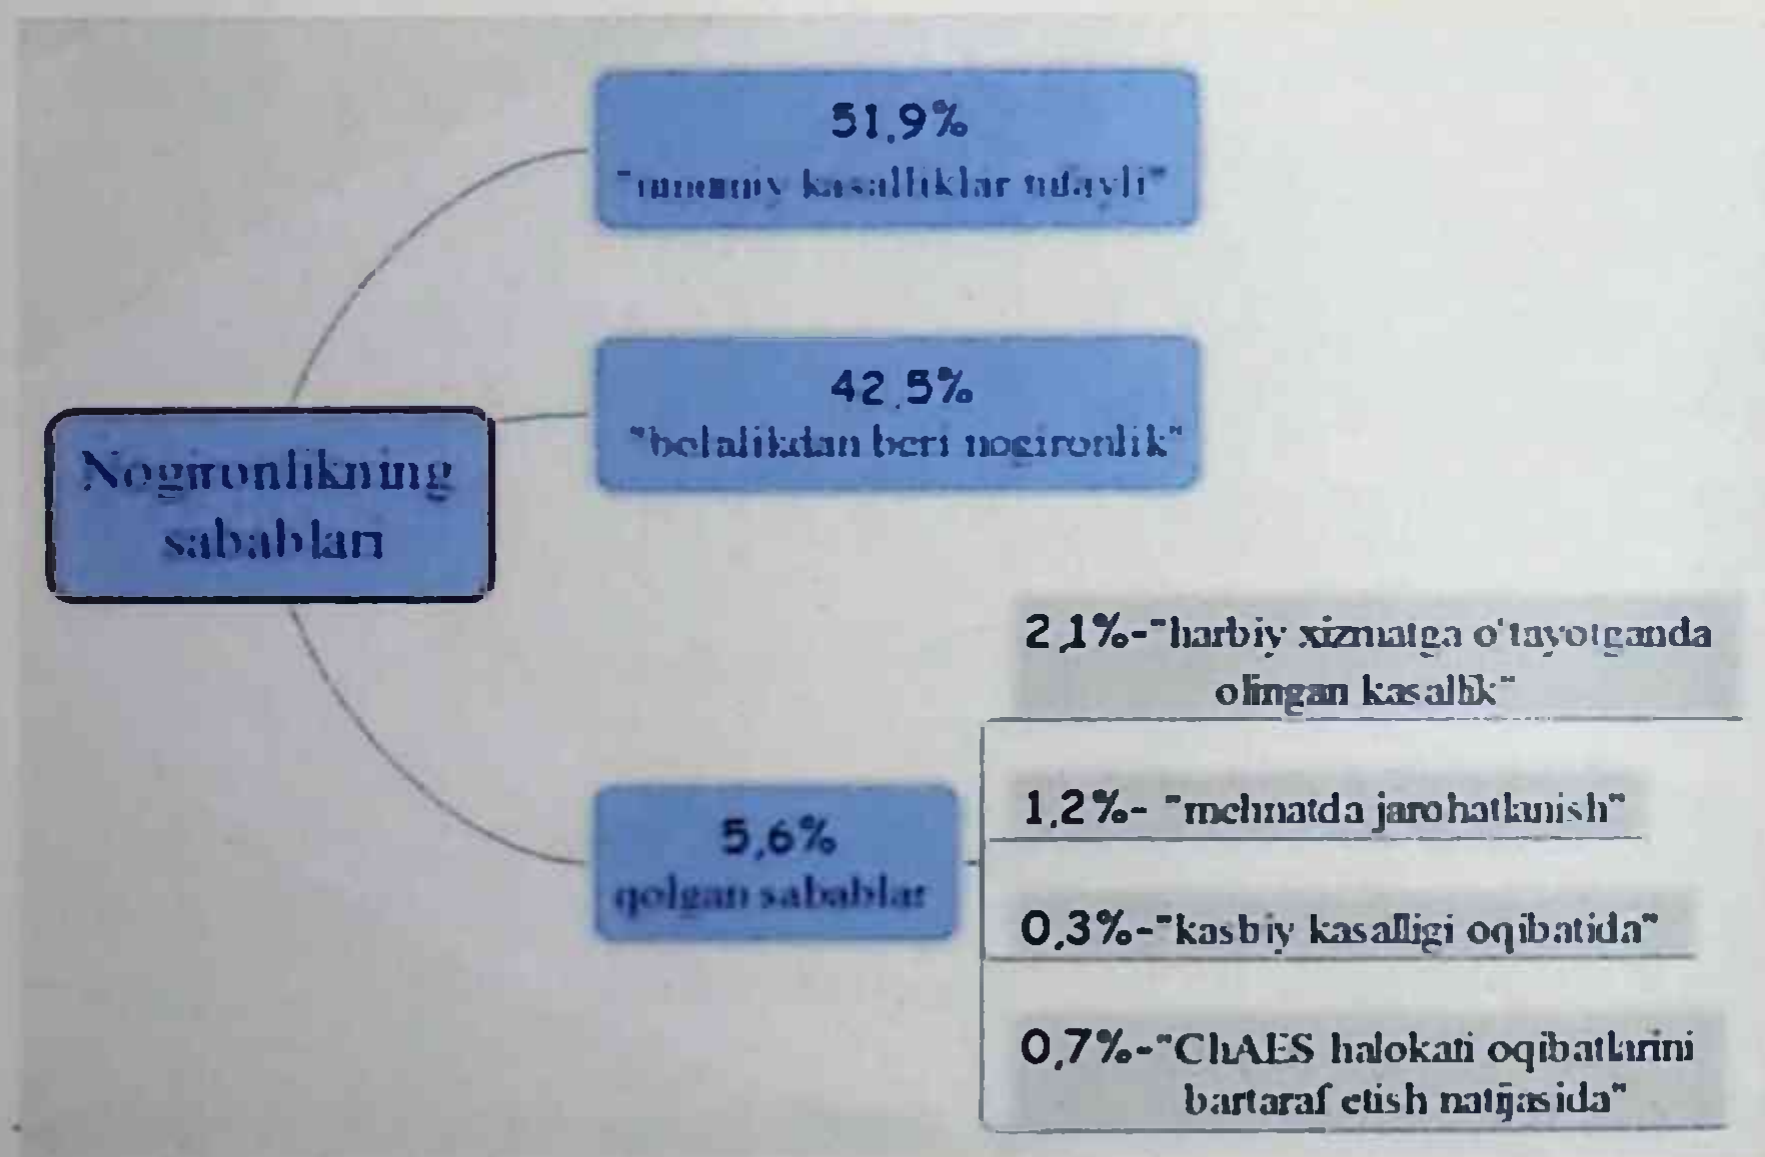 51,9%
"umumiy kasalliklar tufayli"
42,5%
"bolalikdan beri nogironlik"
Nogironlikning
sabablari
5,6%
qolgan sabablar
2,1%-"harbiy xizmatga o'tayotganda
olingan kasallik"
1,2%- "mehnatda jarohatlanish"
0,3%-"kasbiy kasalligi oqibatida"
0,7%-"ChAES halokati oqibatlarini
bartaraf etish natijasida"